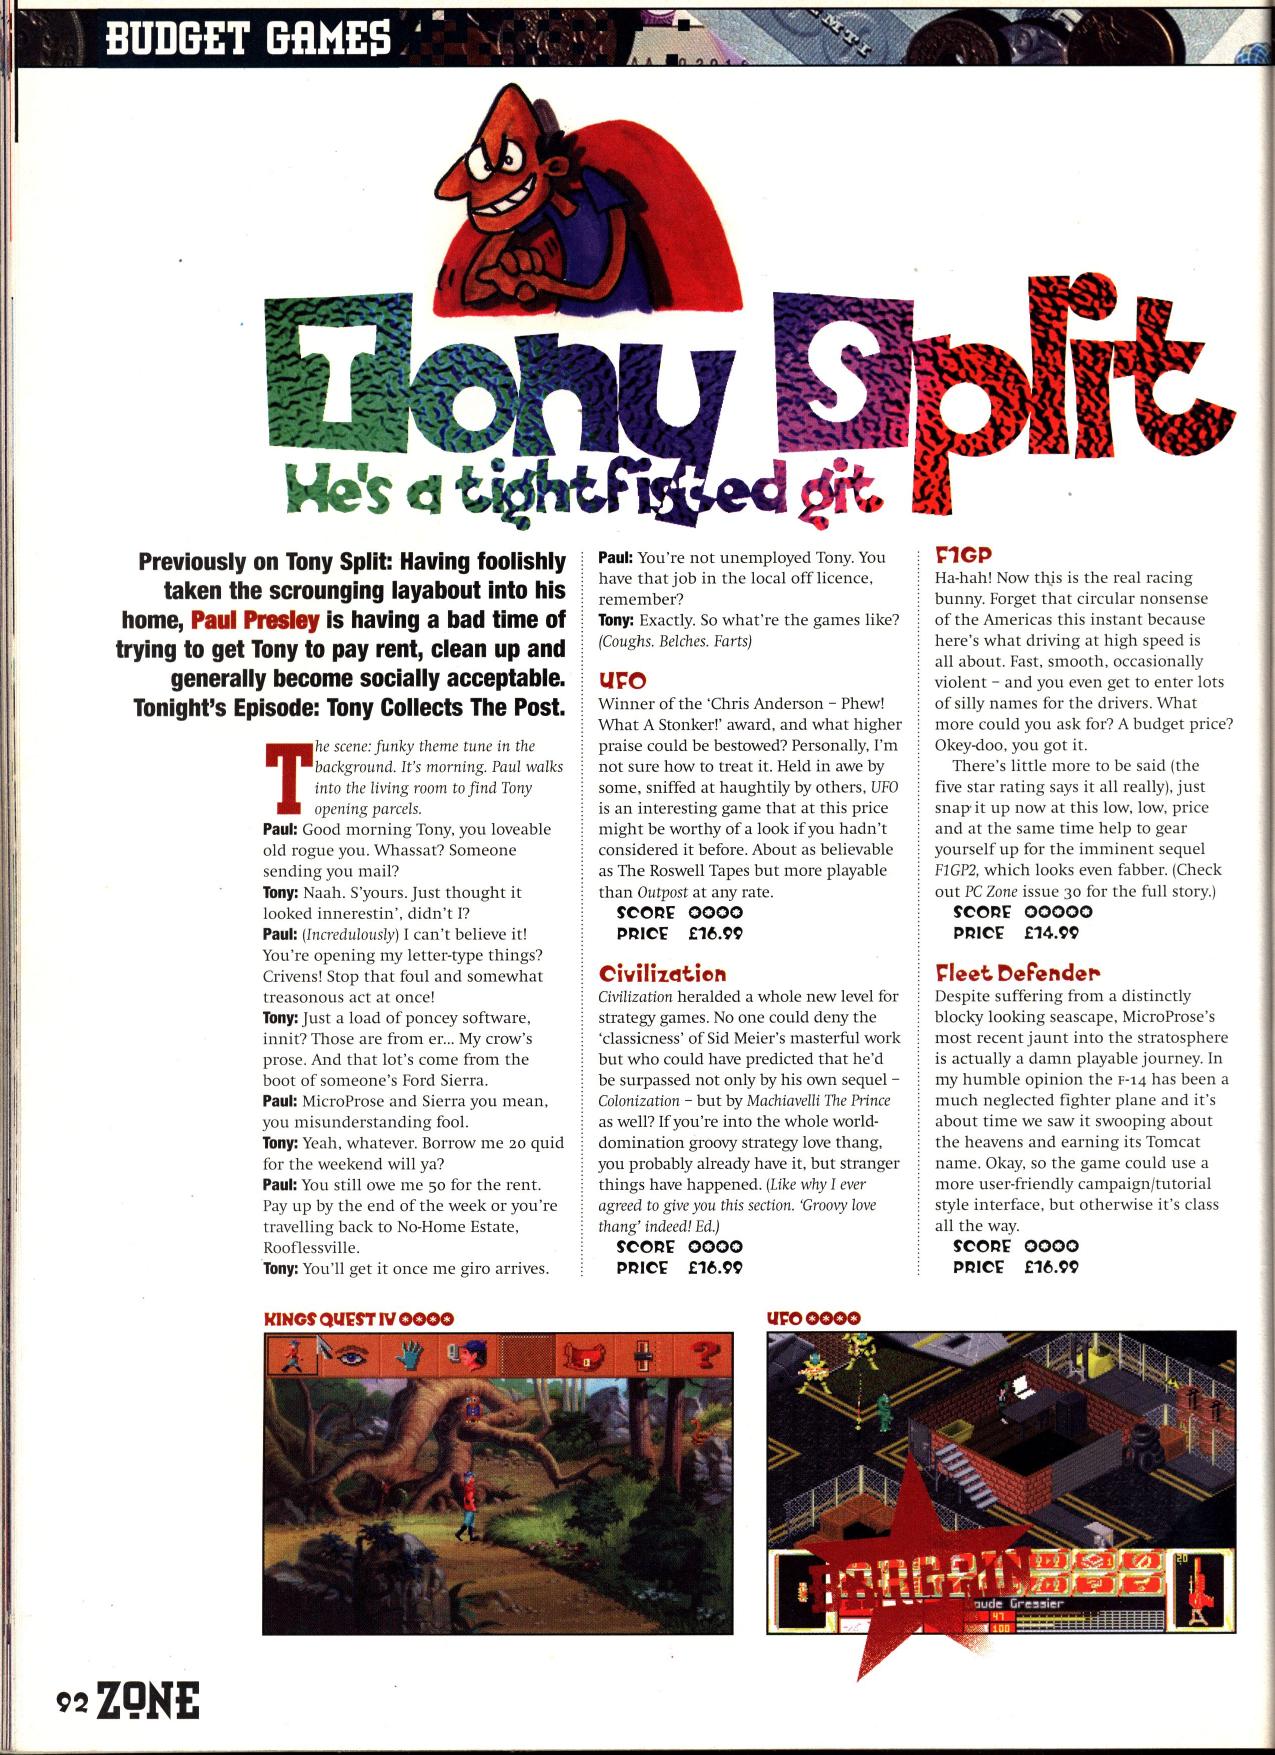 BUDGET GAMES
Tony Split
He's a tightfisted git
Previously on Tony Split: Having foolishly
taken the scrounging layabout into his
home, Paul Presley is having a bad time of
trying to get Tony to pay rent, clean up and
generally become socially acceptable.
Tonight's Episode: Tony Collects The Post.
The scene: funky theme tune in the
background. It's morning. Paul walks
into the living room to find Tony
opening parcels.
Paul: Good morning Tony, you loveable
old rogue you. Whassat? Someone
sending you mail?
Tony: Naah. S'yours. Just thought it
looked innerestin', didn't I?
Paul: (Incredulously) I can't believe it!
You're opening my letter-type things?
Crivens! Stop that foul and somewhat
treasonous act at once!
Tony: Just a load of poncey software,
innit? Those are from er... My crow's
prose. And that lot's come from the
boot of someone's Ford Sierra.
Paul: MicroProse and Sierra you mean,
you misunderstanding fool.
Tony: Yeah, whatever. Borrow me 20 quid
for the weekend will ya?
Paul: You still owe me 50 for the rent.
Pay up by the end of the week or you're
travelling back to No-Home Estate,
Rooflessville.
Tony: You'll get it once me giro arrives.
Paul: You're not unemployed Tony. You
have that job in the local off licence,
remember?
Tony: Exactly. So what's the games like?
(Coughs. Belches. Farts)
UFO
Winner of the 'Chris Anderson – Phew!
What A Stonker!' award, and what higher
praise could be bestowed? Personally, I'm
not sure how to treat it. Held in awe by
some, sniffed at haughtily by others, UFO
is an interesting game that at this price
might be worthy of a look if you hadn't
considered it before. About as believable
as The Roswell Tapes but more playable
than Outpost at any rate.
SCORE ✪✪✪✪
PRICE £16.99
Civilization
Civilization heralded a whole new level for
strategy games. No one could deny the
'classicness' of Sid Meier's masterful work
but who could have predicted that he'd
be surpassed not only by his own sequel –
Colonization – but by Machiavelli The Prince
as well? If you're into the whole world-
domination groovy strategy love thang,
you probably already have it, but stranger
things have happened. (Like why I ever
agreed to give you this section. 'Groovy love
thang' indeed! Ed.)
SCORE ✪✪✪✪
PRICE £16.99
F1GP
Ha-hah! Now this is the real racing
bunny. Forget that circular nonsense
of the Americas this instant because
here's what driving at high speed is
all about. Fast, smooth, occasionally
violent – and you even get to enter lots
of silly names for the drivers. What
more could you ask for? A budget price?
Okey-doo, you got it.
There's little more to be said (the
five star rating says it all really), just
snap it up now at this low, low, price
and at the same time help to gear
yourself up for the imminent sequel
F1GP2, which looks even fabber. (Check
out PC Zone issue 30 for the full story.)
SCORE ✪✪✪✪✪
PRICE £14.99
Fleet Defender
Despite suffering from a distinctly
blocky looking seascape, MicroProse's
most recent jaunt into the stratosphere
is actually a damn playable journey. In
my humble opinion the F-14 has been a
much neglected fighter plane and it's
about time we saw it swooping about
the heavens and earning its Tomcat
name. Okay, so the game could use a
more user-friendly campaign/tutorial
style interface, but otherwise it's class
all the way.
SCORE ✪✪✪✪
PRICE £16.99
KINGS QUEST IV ✪✪✪✪
UFO ✪✪✪✪
20
BARGAIN
aude Gressier
47
100
92 ZONE